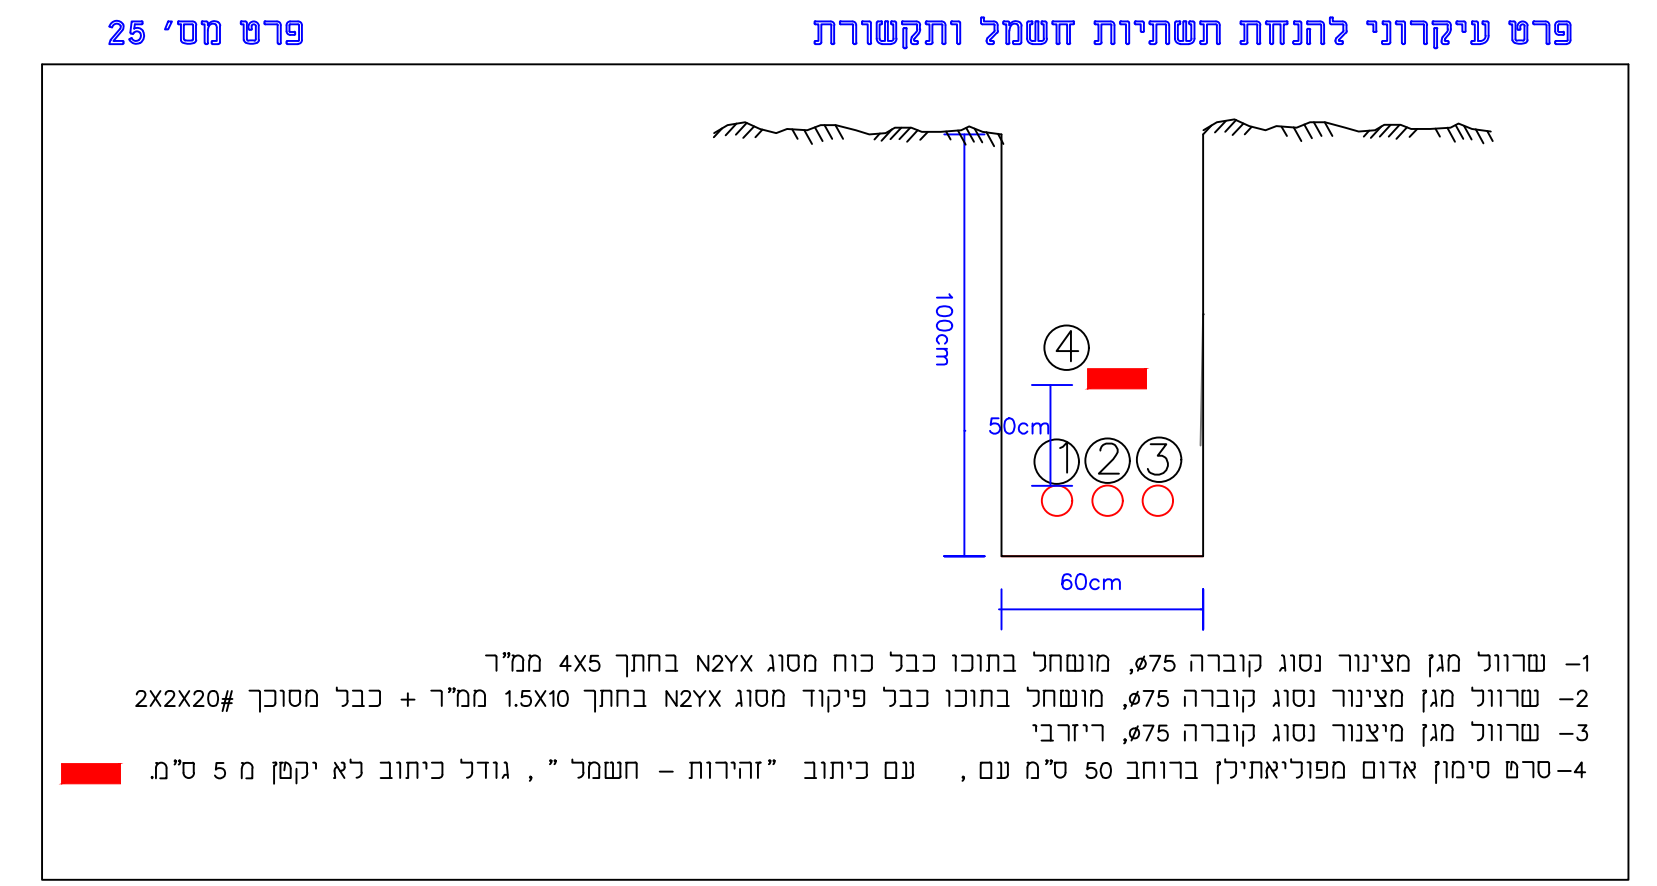 פרט עיקרוני להנחת תשתיות חשמל ותקשורת
פרט מס' 25
100cm
4
50cm
1 2 3
60cm
1- שרוול מגן מצינור נסוג קוברה ø75, מושחל בתוכו כבל כוח מסוג N2YX בחתך 4X5 ממ"ר
2- שרוול מגן מצינור נסוג קוברה ø75, מושחל בתוכו כבל פיקוד מסוג N2YX בחתך 1.5X10 ממ"ר + כבל מסוכך 2X2X20#
3- שרוול מגן מיצנור נסוג קוברה ø75, ריזרבי
4- סרט סימון אדום מפוליאתילן ברוחב 50 ס"מ עם , עם כיתוב "זהירות - חשמל " , גודל כיתוב לא יקטן מ 5 ס"מ.